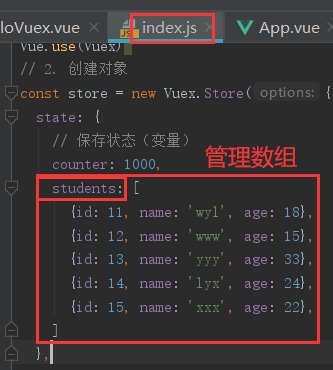 loVuex.vue index.js App.vue
Vue.use(Vuex)
// 2. 创建对象
const store = new Vuex.Store( options: {
state: {
// 保存状态（变量）
counter: 1000,
管理数组
students: [
{id: 11, name: 'wyl', age: 18},
{id: 12, name: 'www', age: 15},
{id: 13, name: 'yyy', age: 33},
{id: 14, name: 'lyx', age: 24},
{id: 15, name: 'xxx', age: 22},
]
},